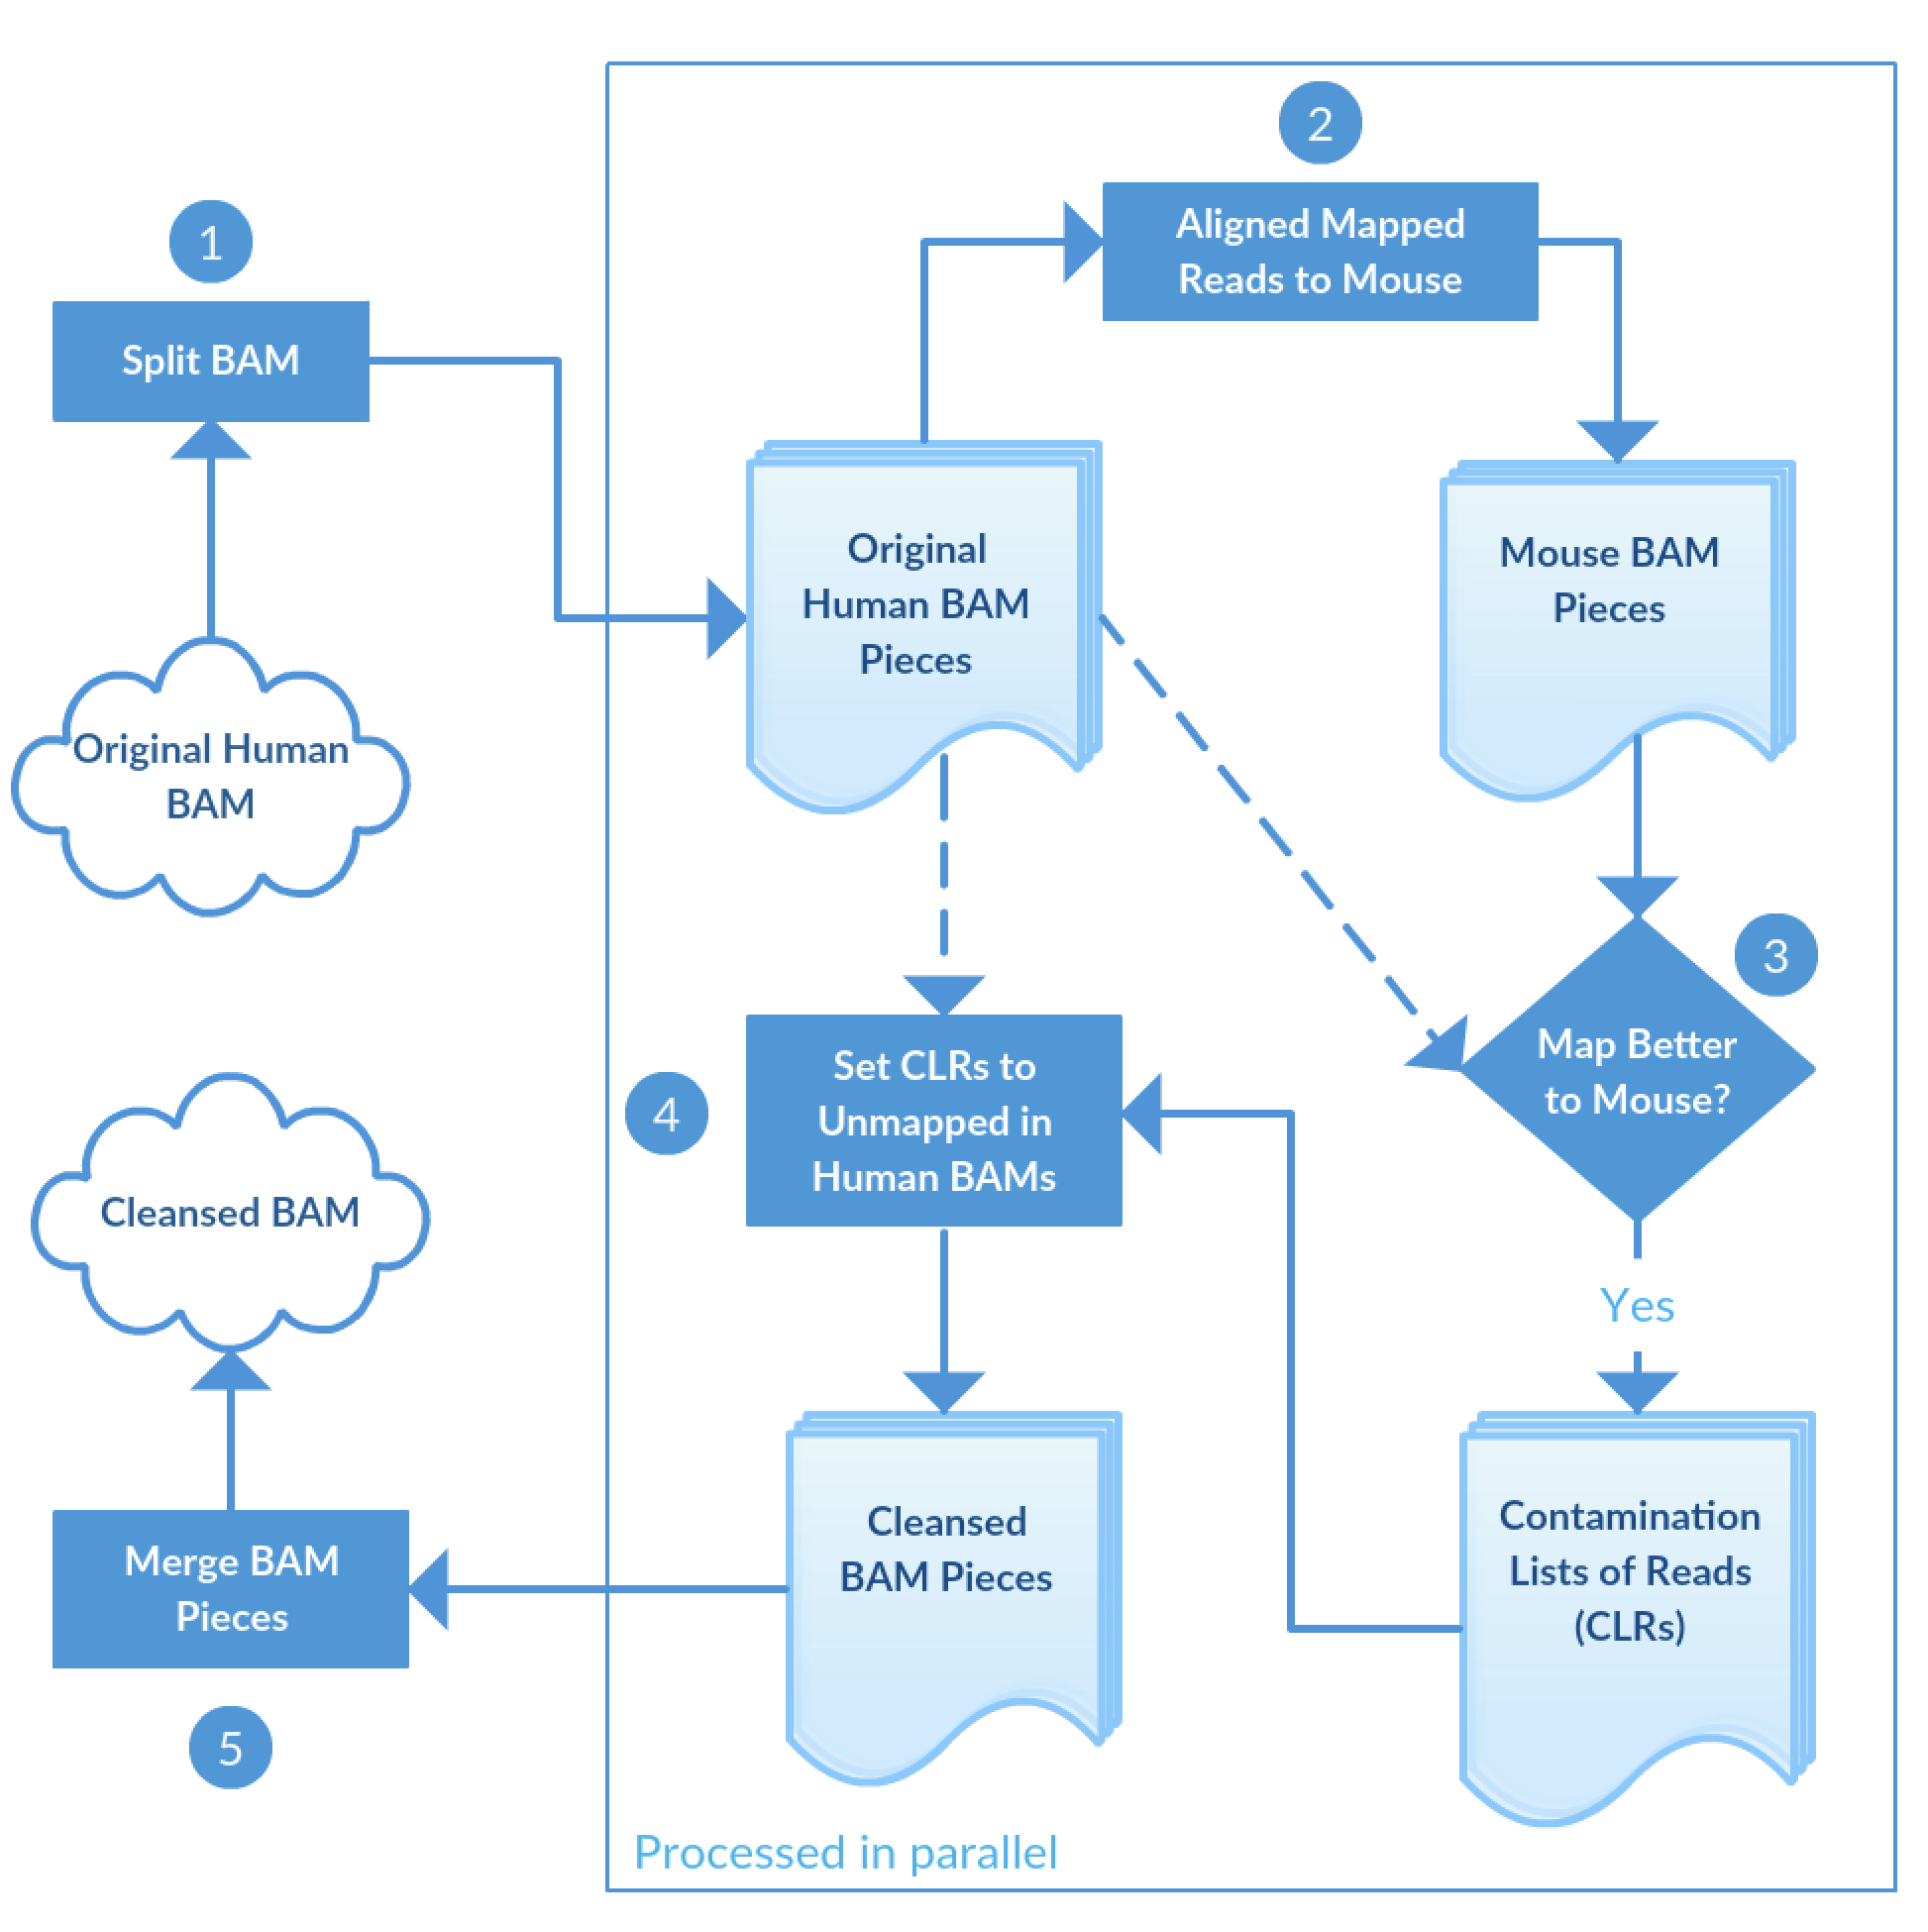 1
Split BAM
Original Human
BAM
2
Aligned Mapped
Reads to Mouse
Original
Human BAM
Pieces
Mouse BAM
Pieces
3
Map Better
to Mouse?
Yes
Contamination
Lists of Reads
(CLRs)
4
Set CLRs to
Unmapped in
Human BAMs
Cleansed
BAM Pieces
Processed in parallel
Cleansed BAM
Merge BAM
Pieces
5